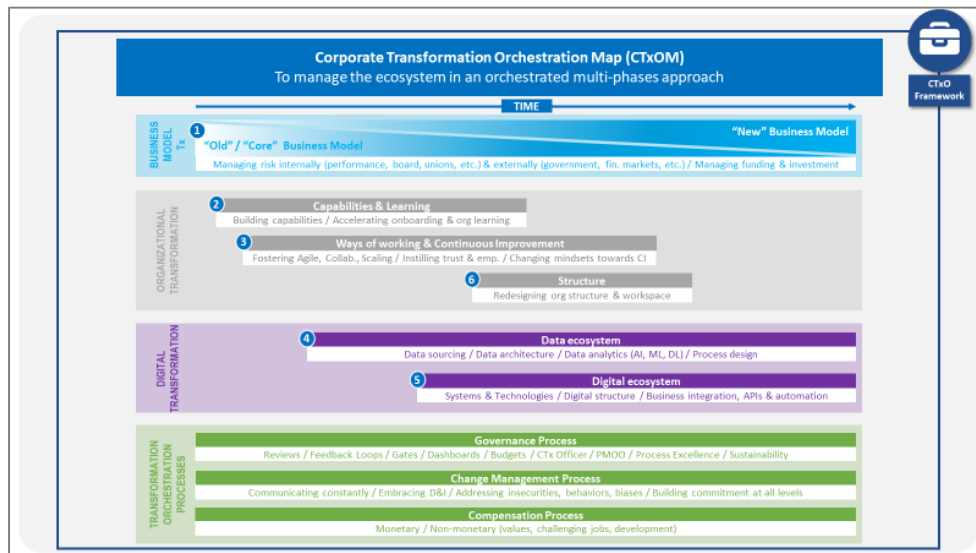 Corporate Transformation Orchestration Map (CTxOM)
To manage the ecosystem in an orchestrated multi-phases approach
CTxO
Framework
TIME
BUSINESS
MODEL
Tx
1
"New" Business Model
"Old" / "Core" Business Model
Managing risk internally (performance, board, unions, etc.) & externally (government, fin. markets, etc.) / Managing funding & investment
ORGANIZATIONAL
TRANSFORMATION
2
Capabilities & Learning
Building capabilities / Accelerating onboarding & org learning
3
Ways of working & Continuous Improvement
Fostering Agile, Collab., Scaling / Instilling trust & emp. / Changing mindsets towards CI
6
Structure
Redesigning org structure & workspace
DIGITAL
TRANSFORMATION
4
Data ecosystem
Data sourcing / Data architecture / Data analytics (AI, ML, DL) / Process design
5
Digital ecosystem
Systems & Technologies / Digital structure / Business integration, APIs & automation
TRANSFORMATION
ORCHESTRATION
PROCESSES
Governance Process
Reviews / Feedback Loops / Gates / Dashboards / Budgets / CTx Officer / PMOO / Process Excellence / Sustainability
Change Management Process
Communicating constantly / Embracing D&I / Addressing insecurities, behaviors, biases / Building commitment at all levels
Compensation Process
Monetary / Non-monetary (values, challenging jobs, development)